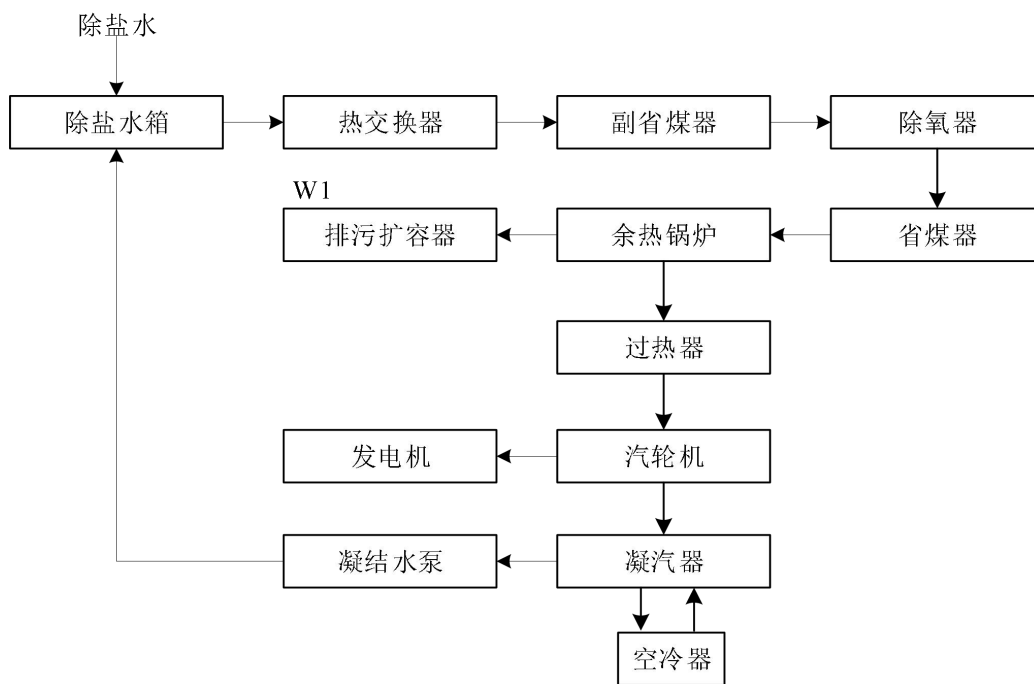 除盐水
除盐水箱
热交换器
副省煤器
除氧器
W1
排污扩容器
余热锅炉
省煤器
过热器
发电机
汽轮机
凝结水泵
凝汽器
空冷器